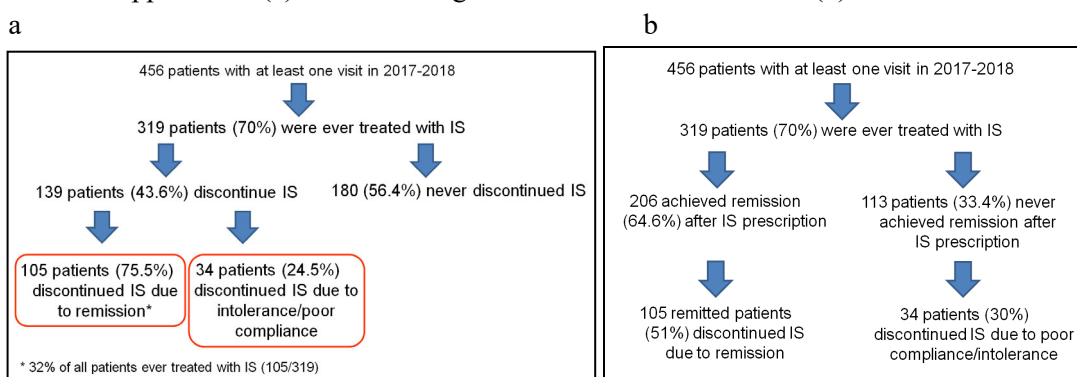 a
b
456 patients with at least one visit in 2017-2018
319 patients (70%) were ever treated with IS
139 patients (43.6%) discontinue IS
180 (56.4%) never discontinued IS
105 patients (75.5%)
discontinued IS due
to remission*
34 patients (24.5%)
discontinued IS due to
intolerance/poor
compliance
* 32% of all patients ever treated with IS (105/319)
456 patients with at least one visit in 2017-2018
319 patients (70%) were ever treated with IS
206 achieved remission
(64.6%) after IS prescription
113 patients (33.4%) never
achieved remission after
IS prescription
105 remitted patients
(51%) discontinued IS
due to remission
34 patients (30%)
discontinued IS due to poor
compliance/intolerance